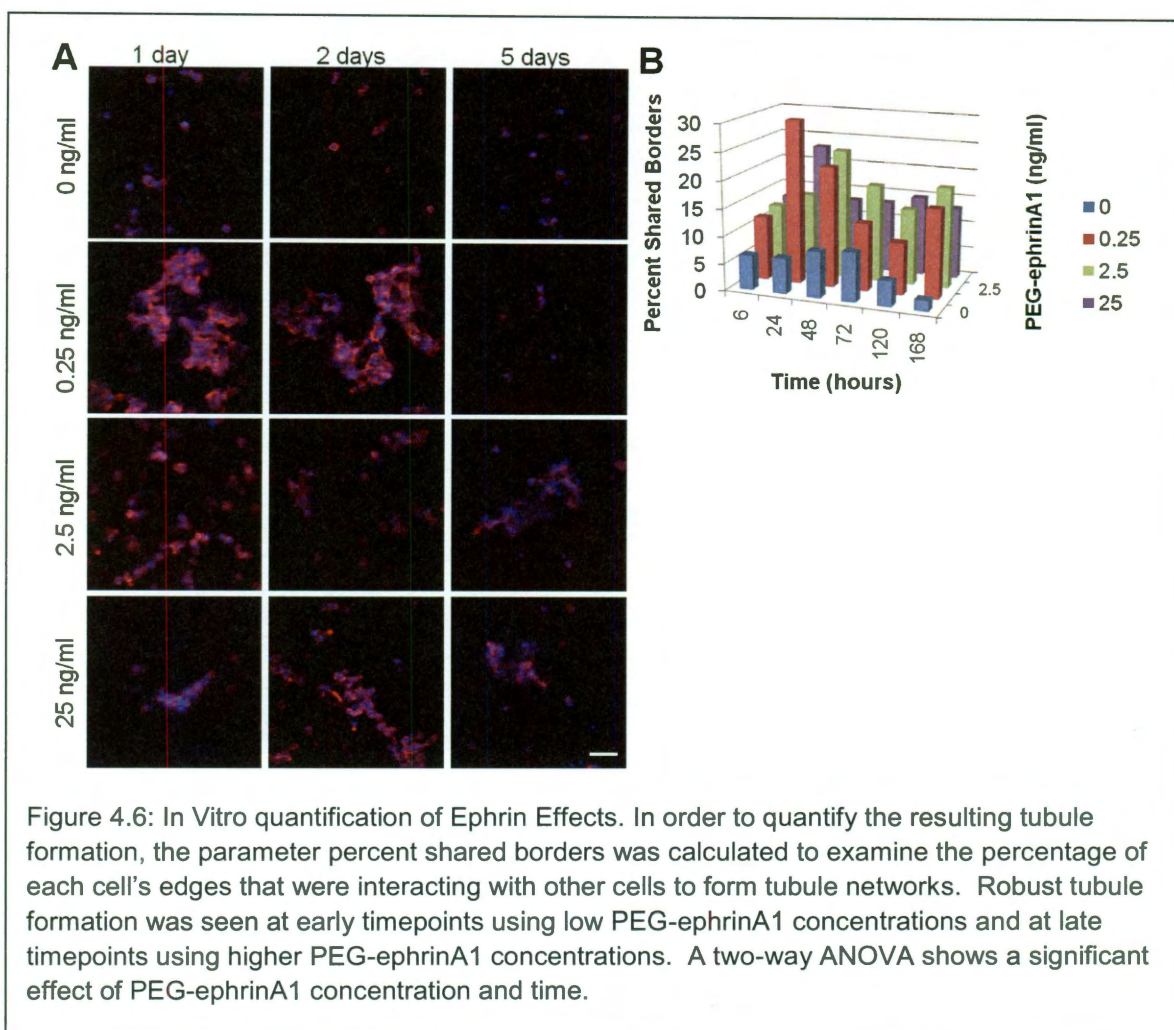 A
1 day
2 days
5 days
0 ng/ml
0.25 ng/ml
2.5 ng/ml
25 ng/ml
B
Percent Shared Borders
30
25
20
15
10
5
0
6
24
48
72
120
168
Time (hours)
2.5
0
PEG-ephrinA1 (ng/ml)
0
0.25
2.5
25
Figure 4.6: In Vitro quantification of Ephrin Effects. In order to quantify the resulting tubule
formation, the parameter percent shared borders was calculated to examine the percentage of
each cell's edges that were interacting with other cells to form tubule networks. Robust tubule
formation was seen at early timepoints using low PEG-ephrinA1 concentrations and at late
timepoints using higher PEG-ephrinA1 concentrations. A two-way ANOVA shows a significant
effect of PEG-ephrinA1 concentration and time.